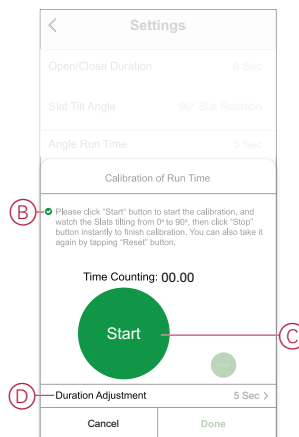 Settings
Open/Close Duration 5 Sec
Slat Tilt Angle 90° Slat Rotation
Angle Run Time 5 Sec
Calibration of Run Time
B
Please click "Start" button to start the calibration, and
watch the Slats tilting from 0° to 90°, then click "Stop"
button instantly to finish calibration. You can also take it
again by tapping "Reset" button.
Time Counting: 00.00
Start
C
D
Duration Adjustment 5 Sec >
Cancel Done